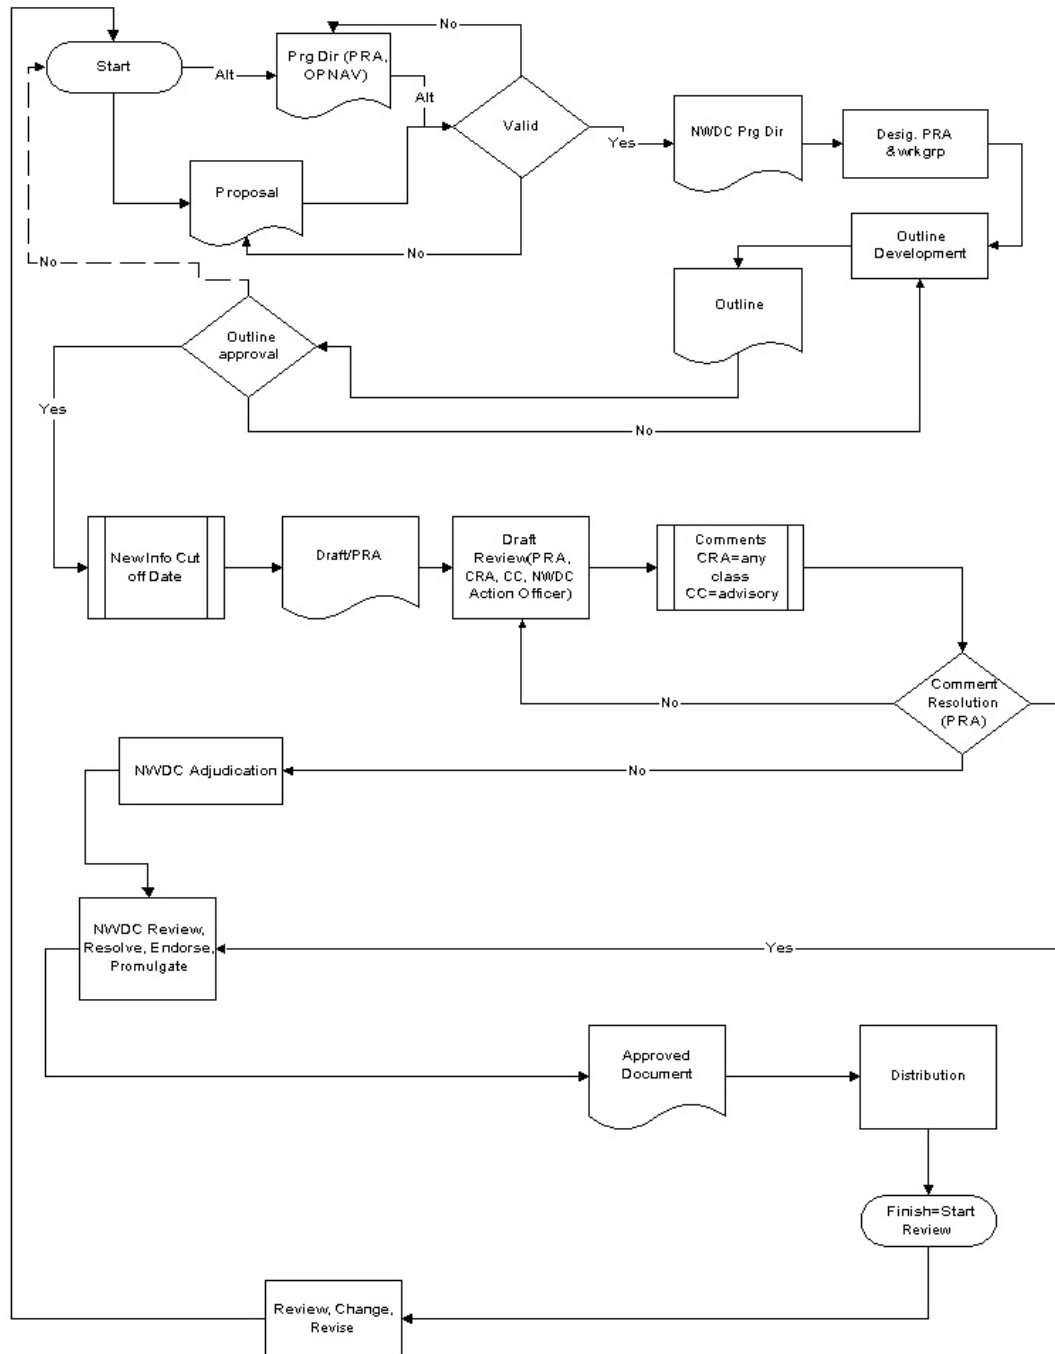 No
Start
Alt
Prg Dir (PRA,
OPNAV)
Alt
Valid
Yes
NWDC Prg Dir
Desig. PRA
&wrkgrp
Proposal
No
Outline
Development
No
Outline
Outline
approval
Yes
No
New Info Cut
off Date
Draft/PRA
Draft
Review(PRA,
CRA, CC, NWDC
Action Officer)
Comments
CRA=any
class
CC=advisory
No
Comment
Resolution
(PRA)
NWDC Adjudication
No
NWDC Review,
Resolve, Endorse,
Promulgate
Yes
Approved
Document
Distribution
Finish=Start
Review
Review, Change,
Revise